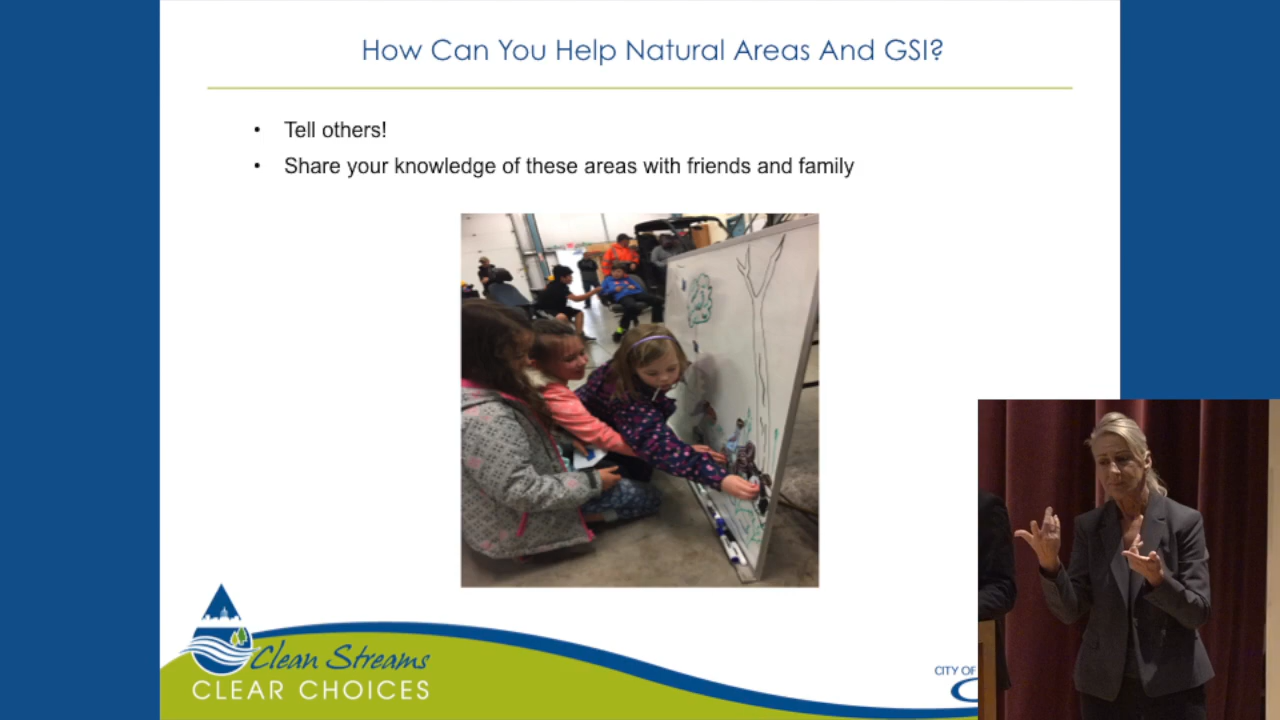 How Can You Help Natural Areas And GSI?
• Tell others!
• Share your knowledge of these areas with friends and family
Clean Streams
CLEAR CHOICES
CITY OF